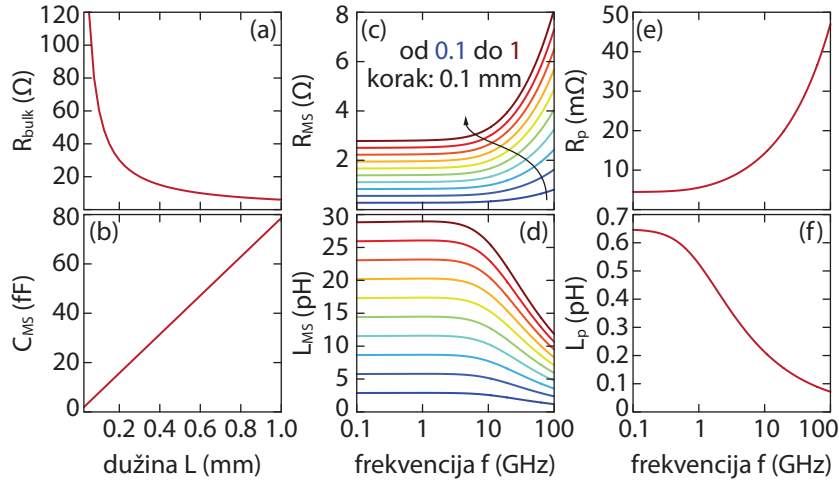 (a)
R_bulk (Ω)
120
100
80
60
40
20
(b)
C_MS (fF)
80
60
40
20
0
0.2 0.4 0.6 0.8 1.0
dužina L (mm)
(c)
od 0.1 do 1
korak: 0.1 mm
R_MS (Ω)
8
6
4
2
(d)
L_MS (pH)
30
25
20
15
10
5
0
0.1 1 10 100
frekvencija f (GHz)
(e)
R_p (mΩ)
50
40
30
20
10
(f)
L_p (pH)
0.7
0.6
0.5
0.4
0.3
0.2
0.1
0
0.1 1 10 100
frekvencija f (GHz)